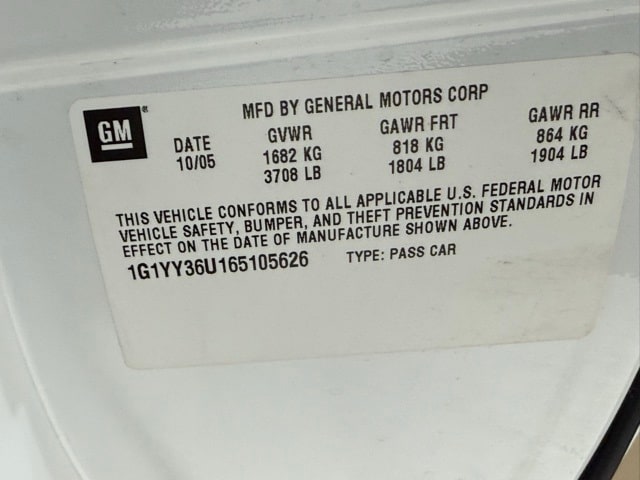 GM ®
MFD BY GENERAL MOTORS CORP
DATE GVWR GAWR FRT GAWR RR
10/05 1682 KG 818 KG 864 KG
3708 LB 1804 LB 1904 LB
THIS VEHICLE CONFORMS TO ALL APPLICABLE U.S. FEDERAL MOTOR
VEHICLE SAFETY, BUMPER, AND THEFT PREVENTION STANDARDS IN
EFFECT ON THE DATE OF MANUFACTURE SHOWN ABOVE.
1G1YY36U165105626 TYPE: PASS CAR